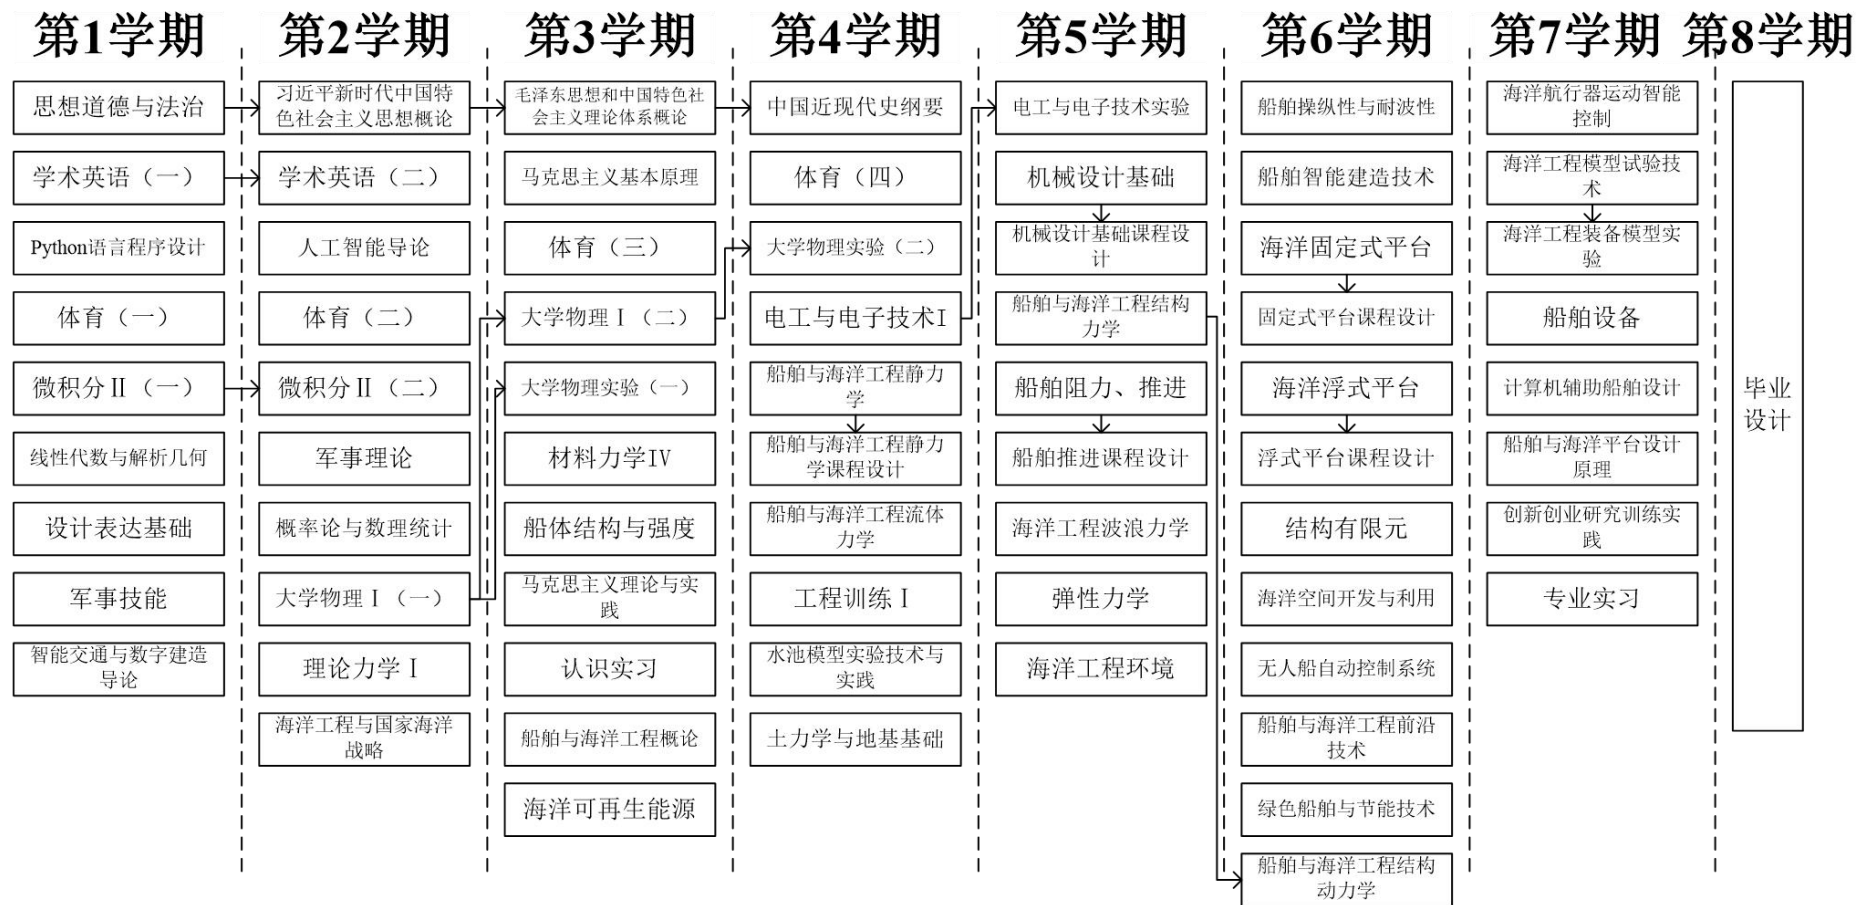 第1学期
思想道德与法治
学术英语（一）
Python语言程序设计
体育（一）
微积分Ⅱ（一）
线性代数与解析几何
设计表达基础
军事技能
智能交通与数字建造
导论
第2学期
习近平新时代中国特
色社会主义思想概论
学术英语（二）
人工智能导论
体育（二）
微积分Ⅱ（二）
军事理论
概率论与数理统计
大学物理Ⅰ（一）
理论力学Ⅰ
海洋工程与国家海洋
战略
第3学期
毛泽东思想和中国特色社
会主义理论体系概论
马克思主义基本原理
体育（三）
大学物理Ⅰ（二）
大学物理实验（一）
材料力学IV
船体结构与强度
马克思主义理论与实
践
认识实习
船舶与海洋工程概论
海洋可再生能源
第4学期
中国近现代史纲要
体育（四）
大学物理实验（二）
电工与电子技术I
船舶与海洋工程静力
学
船舶与海洋工程静力
学课程设计
船舶与海洋工程流体
力学
工程训练Ⅰ
水池模型实验技术与
实践
土力学与地基基础
第5学期
电工与电子技术实验
机械设计基础
机械设计基础课程设
计
船舶与海洋工程结构
力学
船舶阻力、推进
船舶推进课程设计
海洋工程波浪力学
弹性力学
海洋工程环境
第6学期
船舶操纵性与耐波性
船舶智能建造技术
海洋固定式平台
固定式平台课程设计
海洋浮式平台
浮式平台课程设计
结构有限元
海洋空间开发与利用
无人船自动控制系统
船舶与海洋工程前沿
技术
绿色船舶与节能技术
船舶与海洋工程结构
动力学
第7学期
海洋航行器运动智能
控制
海洋工程模型试验技
术
海洋工程装备模型实
验
船舶设备
计算机辅助船舶设计
船舶与海洋平台设计
原理
创新创业研究训练实
践
专业实习
第8学期
毕业
设计